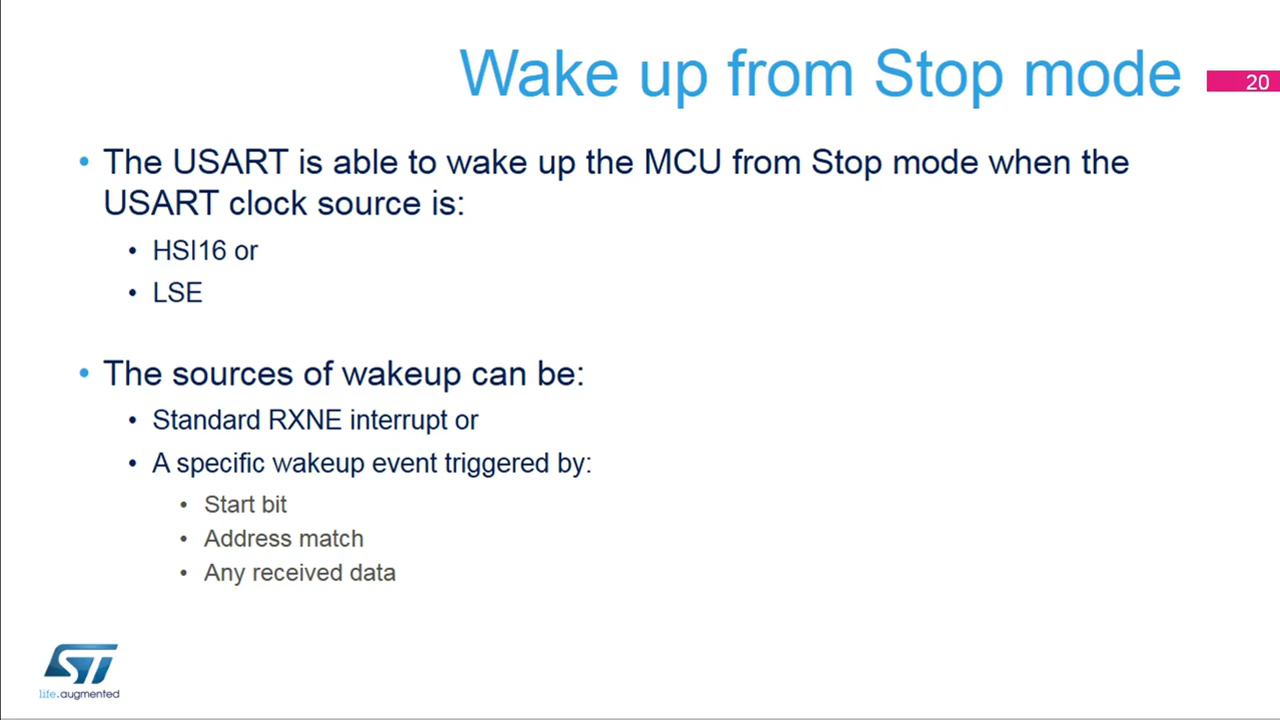 Wake up from Stop mode
20
• The USART is able to wake up the MCU from Stop mode when the
USART clock source is:
• HSI16 or
• LSE
• The sources of wakeup can be:
• Standard RXNE interrupt or
• A specific wakeup event triggered by:
• Start bit
• Address match
• Any received data
ST
life.augmented